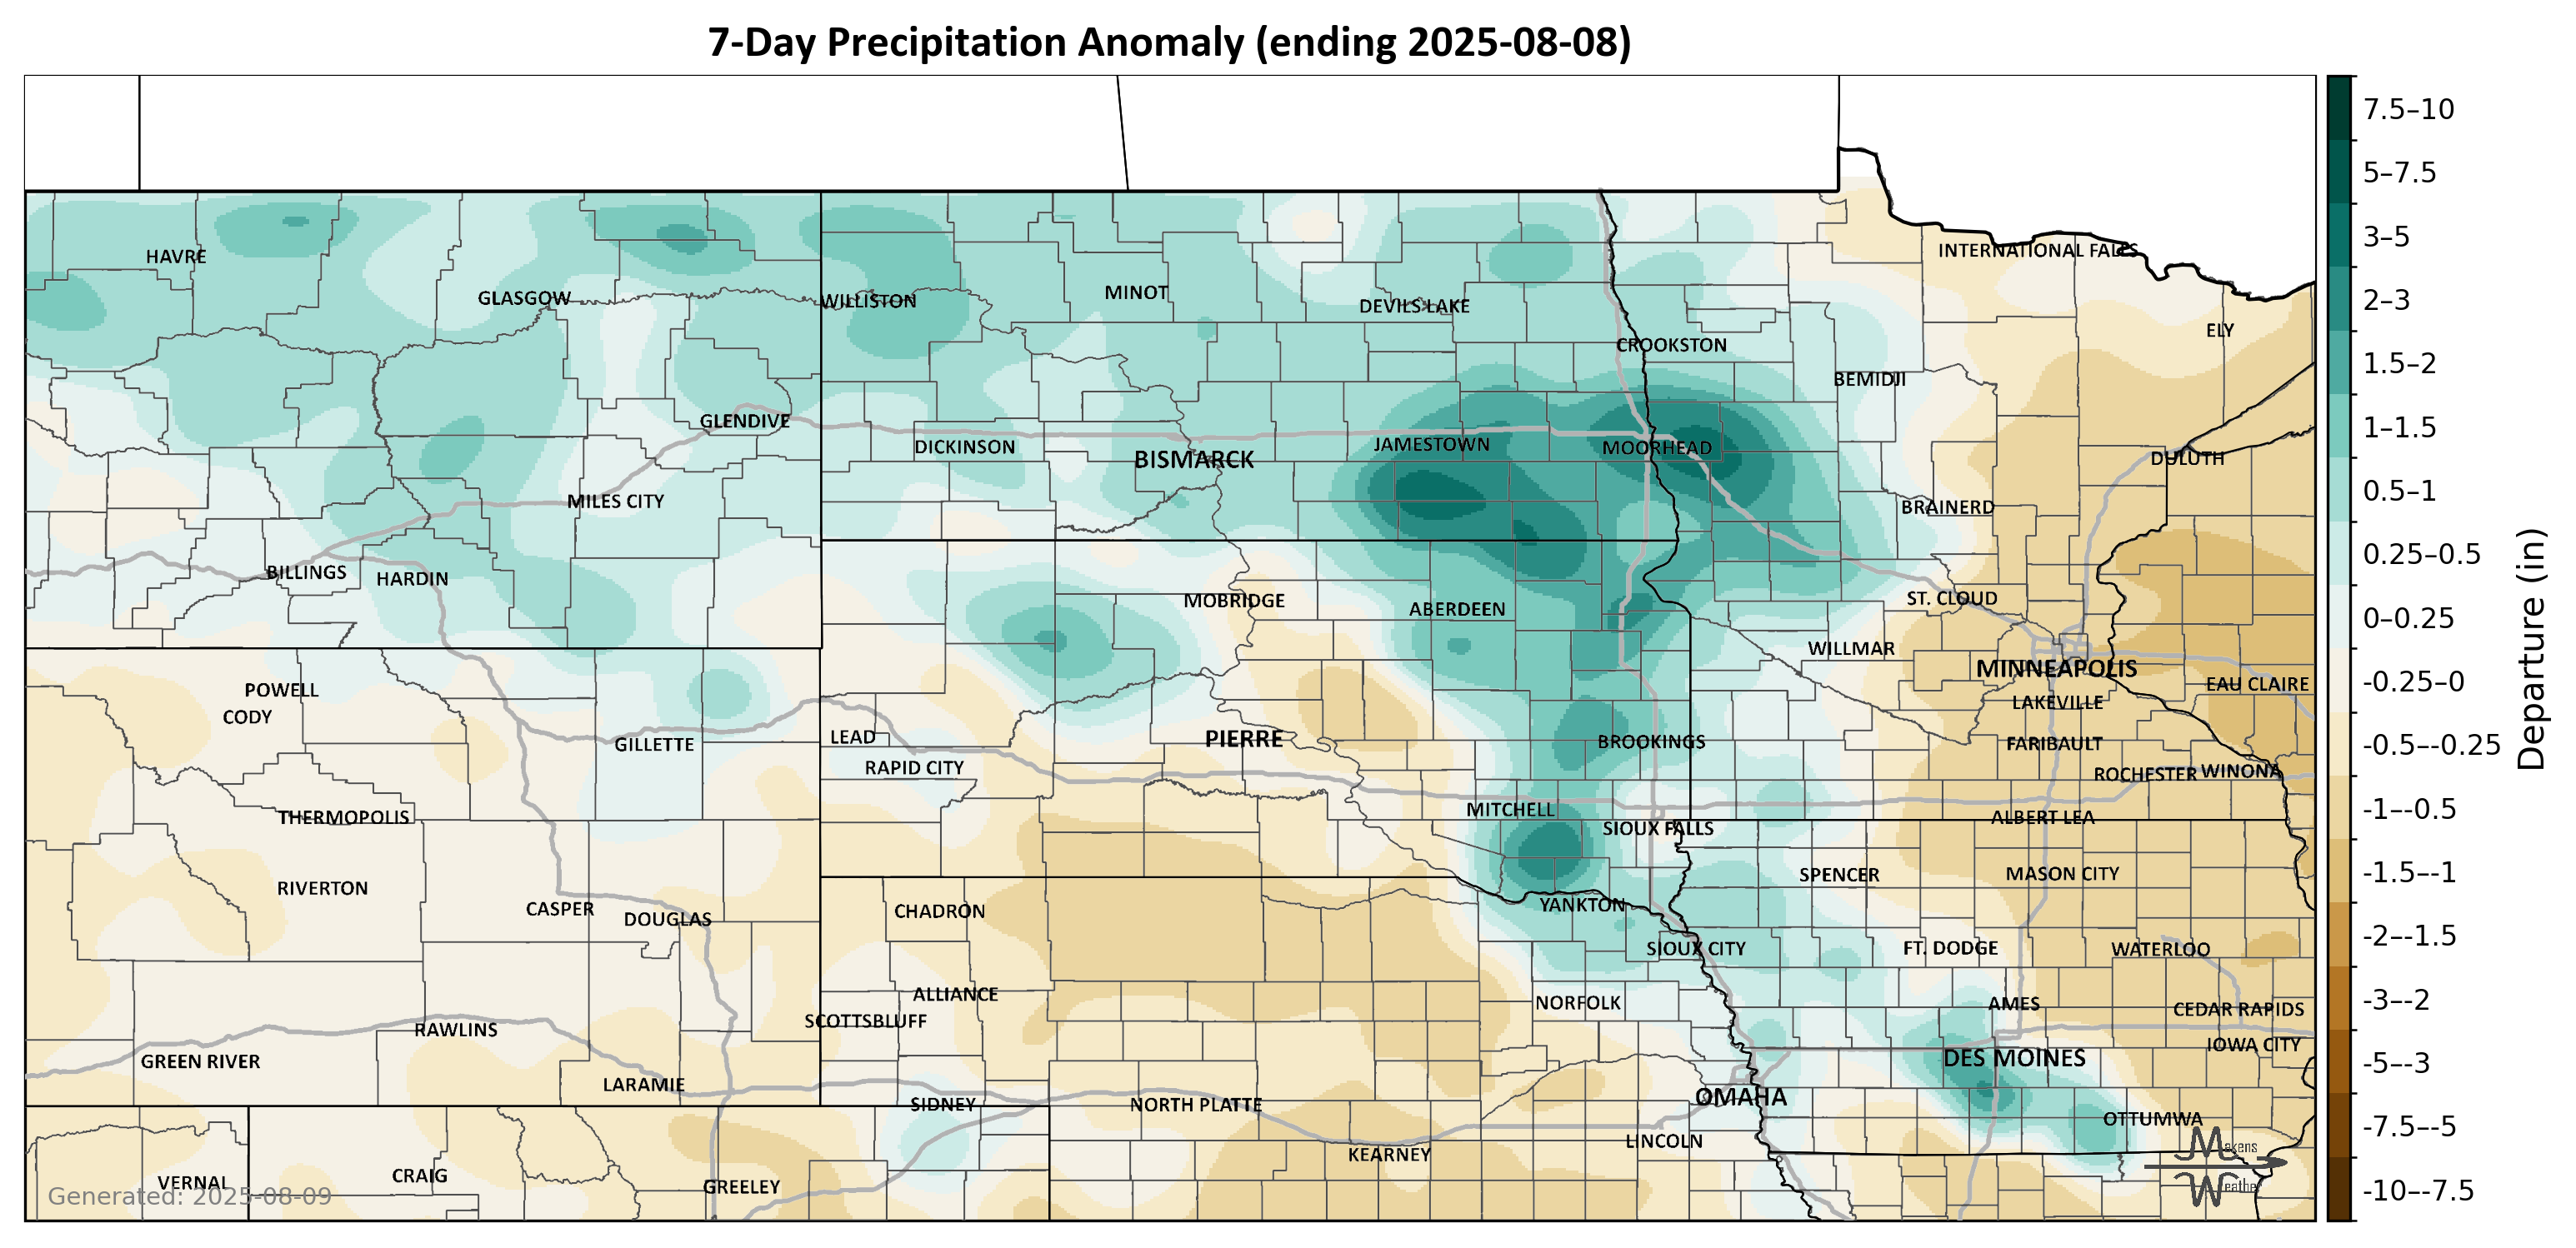 7-Day Precipitation Anomaly (ending 2025-08-08)
HAVRE
GLASGOW
WILLISTON
MINOT
DEVILS LAKE
INTERNATIONAL FALLS
ELY
CROOKSTON
BEMIDJI
GLENDIVE
DICKINSON
BISMARCK
JAMESTOWN
MOORHEAD
DULUTH
MILES CITY
BRAINERD
BILLINGS
HARDIN
MOBRIDGE
ABERDEEN
ST. CLOUD
WILLMAR
MINNEAPOLIS
EAU CLAIRE
LAKEVILLE
POWELL
CODY
GILLETTE
LEAD
RAPID CITY
PIERRE
BROOKINGS
FARIBAULT
ROCHESTER
WINONA
THERMOPOLIS
MITCHELL
SIOUX FALLS
ALBERT LEA
RIVERTON
CASPER
DOUGLAS
CHADRON
YANKTON
SPENCER
MASON CITY
SIOUX CITY
FT. DODGE
WATERLOO
ALLIANCE
SCOTTSBLUFF
NORFOLK
AMES
CEDAR RAPIDS
RAWLINS
GREEN RIVER
LARAMIE
DES MOINES
IOWA CITY
SIDNEY
NORTH PLATTE
OMAHA
OTTUMWA
LINCOLN
KEARNEY
VERNAL
CRAIG
GREELEY
Generated: 2025-08-09
Makens
Weather
7.5–10
5–7.5
3–5
2–3
1.5–2
1–1.5
0.5–1
0.25–0.5
0–0.25
-0.25–0
-0.5–-0.25
-1–-0.5
-1.5–-1
-2–-1.5
-3–-2
-5–-3
-7.5–-5
-10–-7.5
Departure (in)